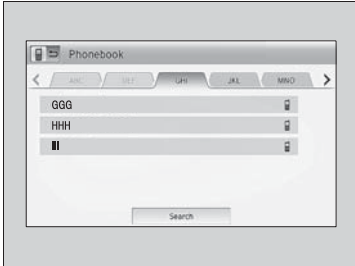 Phonebook
ABC DEF GHI JKL MNO
GGG
HHH
III
Search